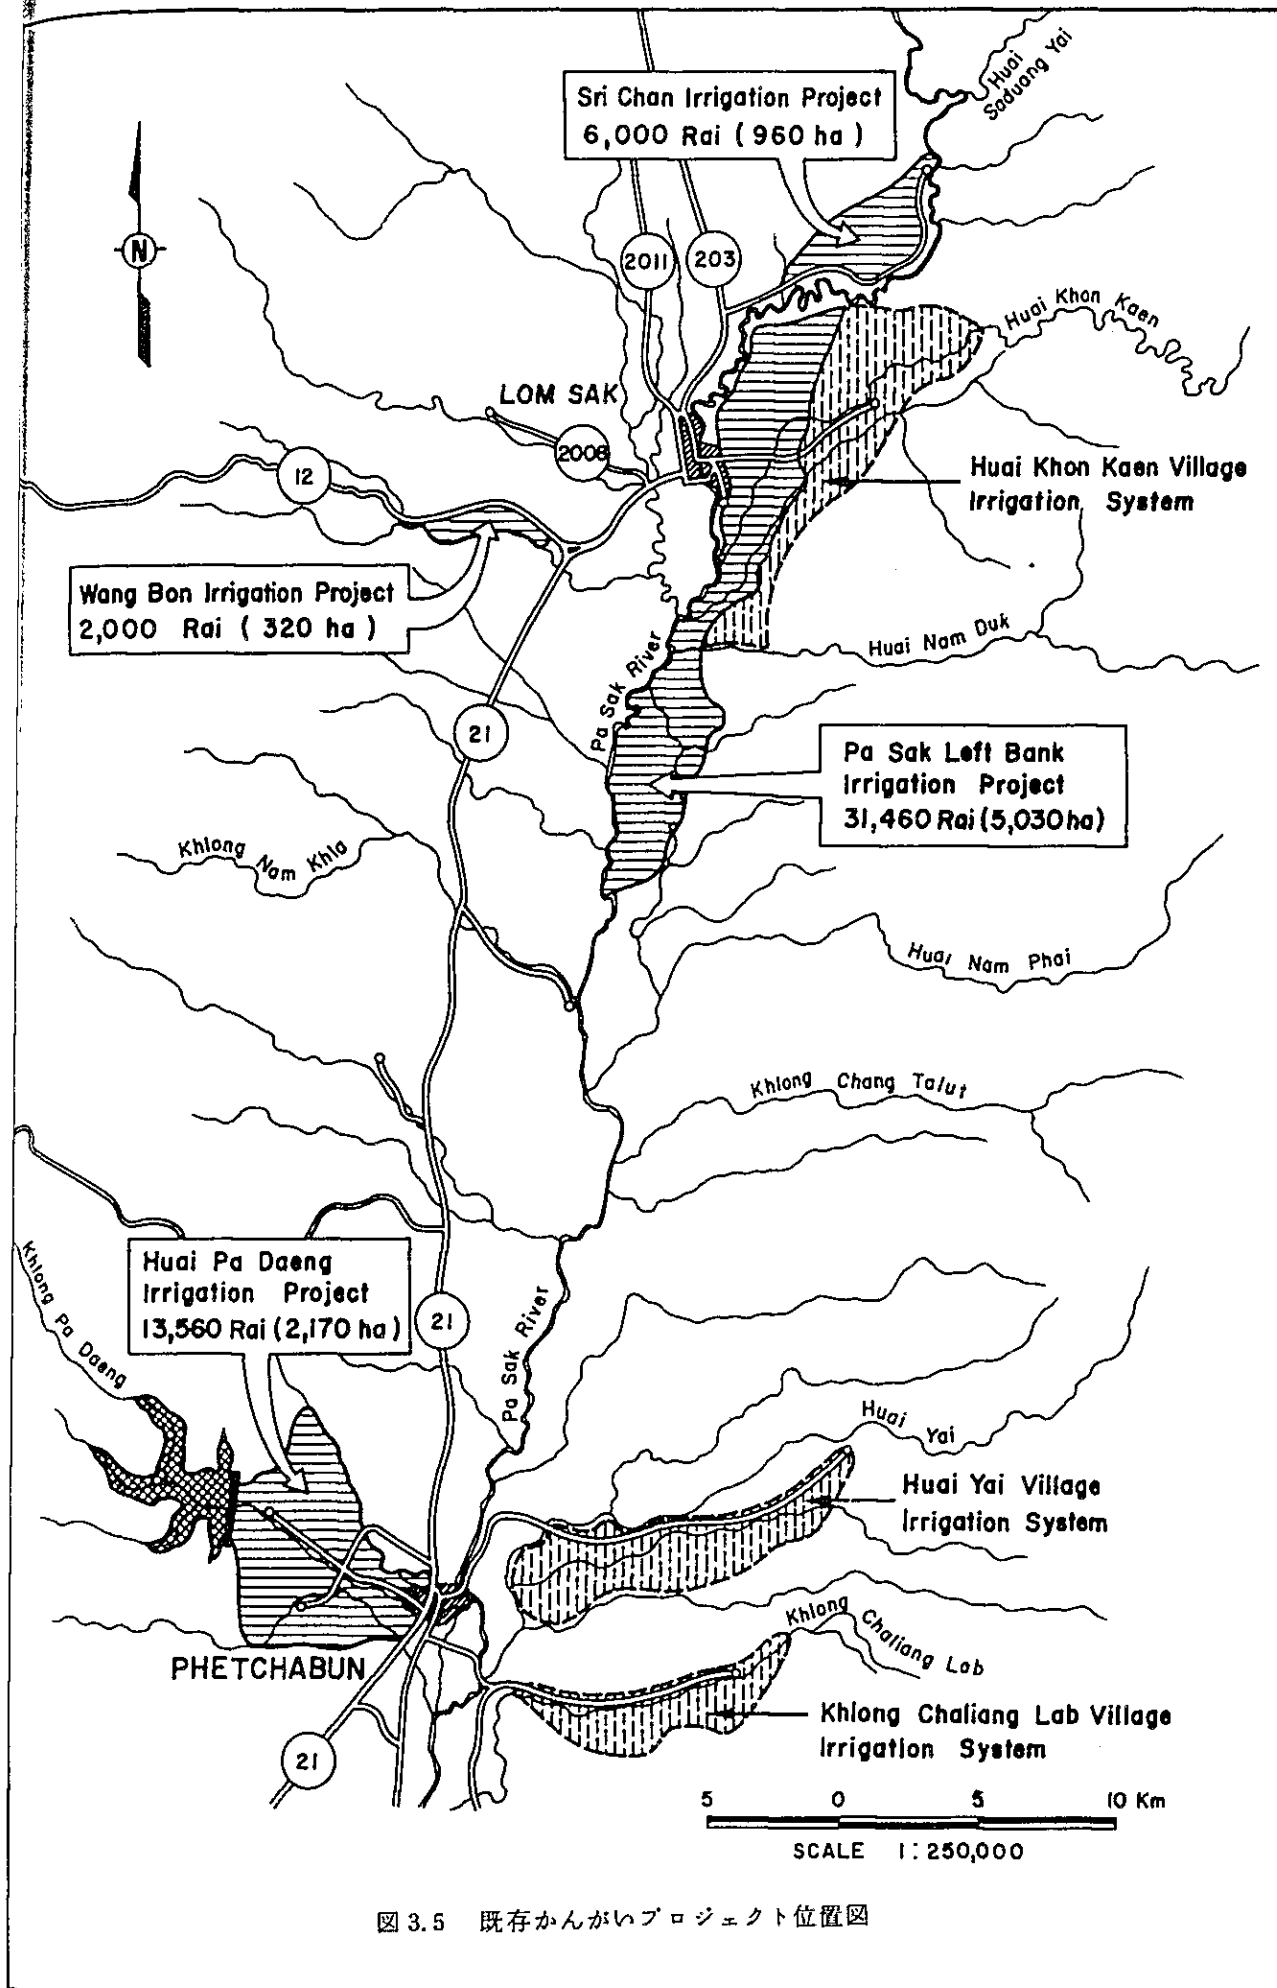 Huai
Saduang Yai
Sri Chan Irrigation Project
6,000 Rai ( 960 ha )
N
2011
203
Huai Khon Kaen
LOM SAK
2008
12
Huai Khon Kaen Village
Irrigation System
Wang Bon Irrigation Project
2,000 Rai ( 320 ha )
Huai Nam Duk
Pa Sak River
21
Pa Sak Left Bank
Irrigation Project
31,460 Rai (5,030 ha)
Khlong Nam Khla
Huai Nam Phai
Khlong Chang Talut
Khlong Pa Daeng
Huai Pa Daeng
Irrigation Project
13,560 Rai (2,170 ha)
21
Pa Sak River
Huai Yai
Huai Yai Village
Irrigation System
Khlong Chaliang Lab
PHETCHABUN
Khlong Chaliang Lab Village
Irrigation System
21
5 0 5 10 Km
SCALE 1:250,000
図 3.5 既存かんがいプロジェクト位置図